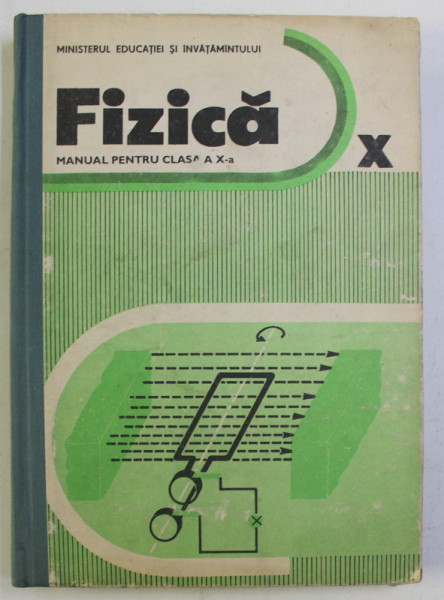 MINISTERUL EDUCAȚIEI ȘI ÎNVĂȚĂMÎNTULUI
Fizică
X
MANUAL PENTRU CLASA A X-a